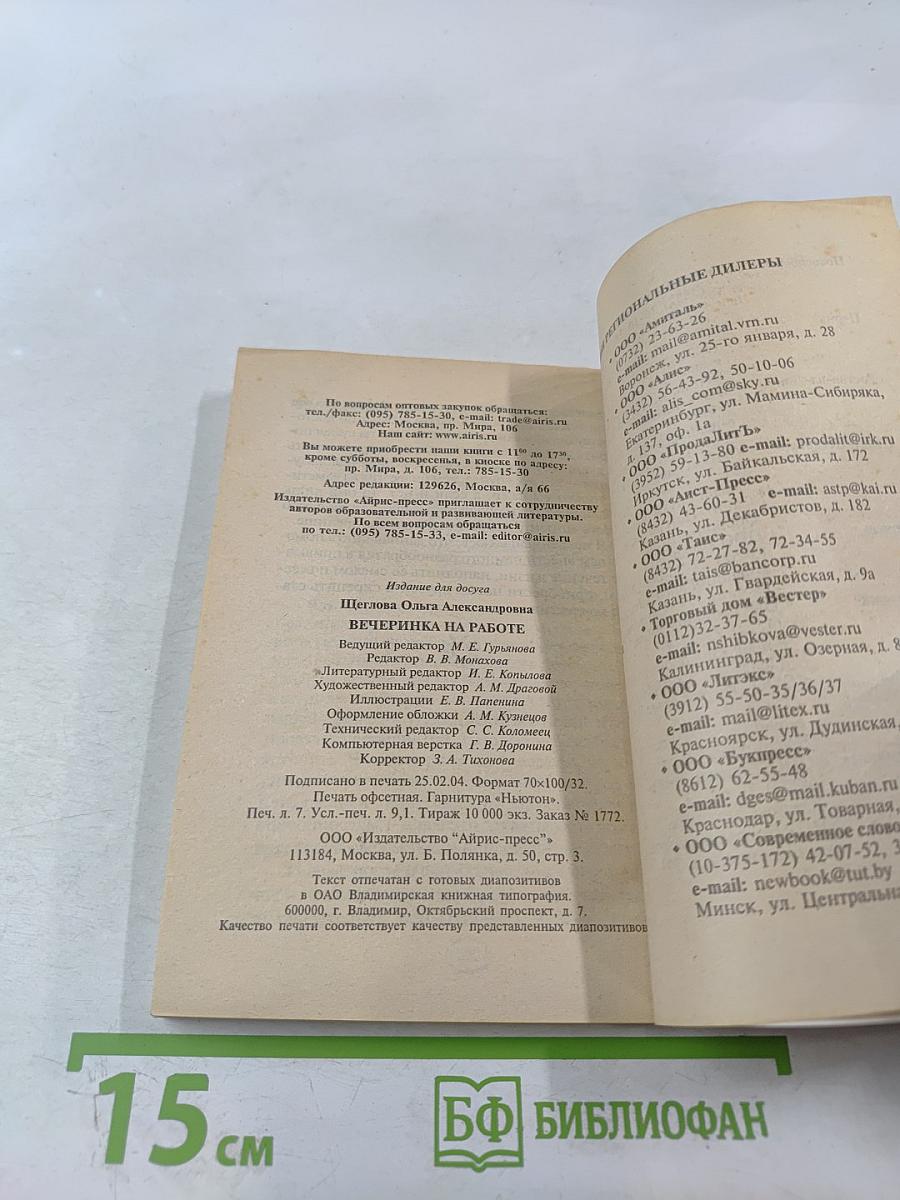 По вопросам оптовых закупок обращаться:
тел./факс: (095) 785-15-30, e-mail: trade@airis.ru
Адрес: Москва, пр. Мира, 106
Наш сайт: www.airis.ru
Вы можете приобрести наши книги с 11⁰⁰ до 17³⁰,
кроме субботы, воскресенья, в киоске по адресу:
пр. Мира, д. 106, тел.: 785-15-30
Адрес редакции: 129626, Москва, а/я 66
Издательство «Айрис-пресс» приглашает к сотрудничеству
авторов образовательной и развивающей литературы.
По всем вопросам обращаться
по тел.: (095) 785-15-33, e-mail: editor@airis.ru
Издание для досуга
Щеглова Ольга Александровна
ВЕЧЕРИНКА НА РАБОТЕ
Ведущий редактор М. Е. Гурьянова
Редактор В. В. Монахова
Литературный редактор И. Е. Копылова
Художественный редактор А. М. Драговой
Иллюстрации Е. В. Папенина
Оформление обложки А. М. Кузнецов
Технический редактор С. С. Коломеец
Компьютерная верстка Г. В. Доронина
Корректор З. А. Тихонова
Подписано в печать 25.02.04. Формат 70×100/32.
Печать офсетная. Гарнитура «Ньютон».
Печ. л. 7. Усл.-печ. л. 9,1. Тираж 10 000 экз. Заказ № 1772.
ООО «Издательство “Айрис-пресс”»
113184, Москва, ул. Б. Полянка, д. 50, стр. 3.
Текст отпечатан с готовых диапозитивов
в ОАО Владимирская книжная типография.
600000, г. Владимир, Октябрьский проспект, д. 7.
Качество печати соответствует качеству представленных диапозитивов
РЕГИОНАЛЬНЫЕ ДИЛЕРЫ
• ООО «Амиталь»
(0732) 23-63-26
e-mail: mail@amital.vrn.ru
Воронеж, ул. 25-го января, д. 28
• ООО «Алис»
(3432) 56-43-92, 50-10-06
e-mail: alis_com@sky.ru
Екатеринбург, ул. Мамина-Сибиряка,
д. 137, оф. 1а
• ООО «ПродаЛитЪ»
(3952) 59-13-80 e-mail: prodalit@irk.ru
Иркутск, ул. Байкальская, д. 172
• ООО «Аист-Пресс»
(8432) 43-60-31 e-mail: astp@kai.ru
Казань, ул. Декабристов, д. 182
• ООО «Таис»
(8432) 72-27-82, 72-34-55
e-mail: tais@bancorp.ru
Казань, ул. Гвардейская, д. 9а
• Торговый дом «Вестер»
(0112)32-37-65
e-mail: nshibkova@vester.ru
Калининград, ул. Озерная, д. 8
• ООО «Литэкс»
(3912) 55-50-35/36/37
e-mail: mail@litex.ru
Красноярск, ул. Дудинская,
• ООО «Букпресс»
(8612) 62-55-48
e-mail: dges@mail.kuban.ru
Краснодар, ул. Товарная,
• ООО «Современное слово
(10-375-172) 42-07-52, 3
e-mail: newbook@tut.by
Минск, ул. Центральна
15 см
БФ БИБЛИОФАН